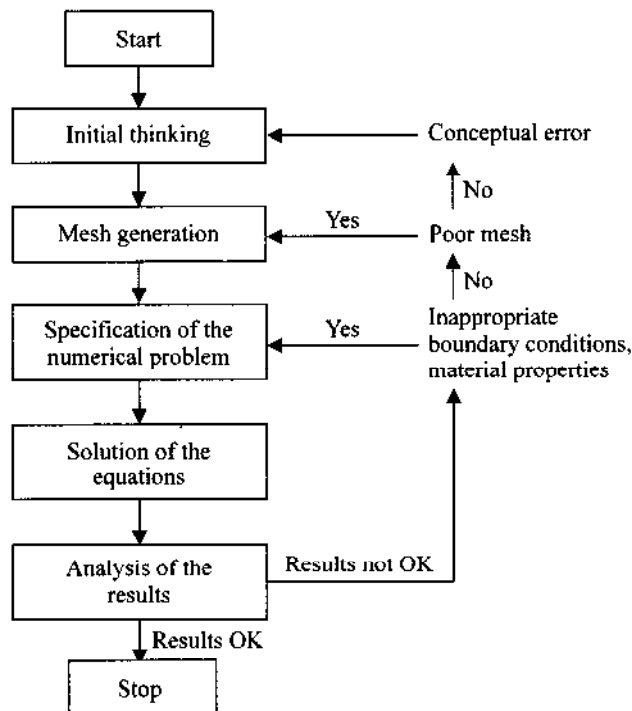 Start
Initial thinking
Conceptual error
No
Mesh generation
Yes
Poor mesh
No
Specification of the
numerical problem
Yes
Inappropriate
boundary conditions,
material properties
Solution of the
equations
Analysis of the
results
Results not OK
Results OK
Stop